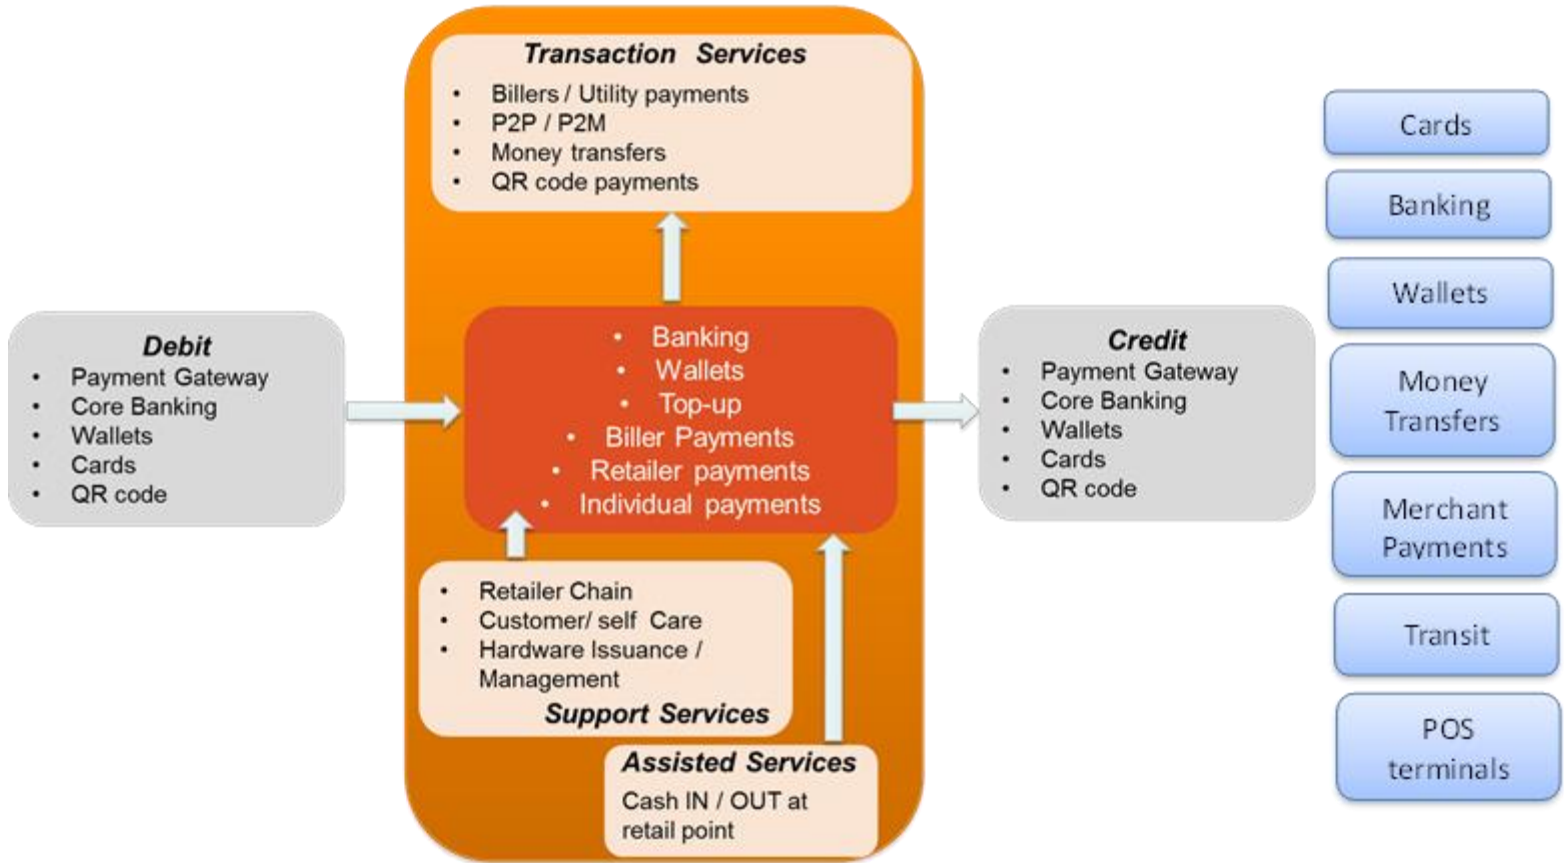 Transaction Services
• Billers / Utility payments
• P2P / P2M
• Money transfers
• QR code payments
Debit
• Payment Gateway
• Core Banking
• Wallets
• Cards
• QR code
• Banking
• Wallets
• Top-up
• Biller Payments
• Retailer payments
• Individual payments
Credit
• Payment Gateway
• Core Banking
• Wallets
• Cards
• QR code
• Retailer Chain
• Customer/ self Care
• Hardware Issuance /
Management
Support Services
Assisted Services
Cash IN / OUT at
retail point
Cards
Banking
Wallets
Money
Transfers
Merchant
Payments
Transit
POS
terminals